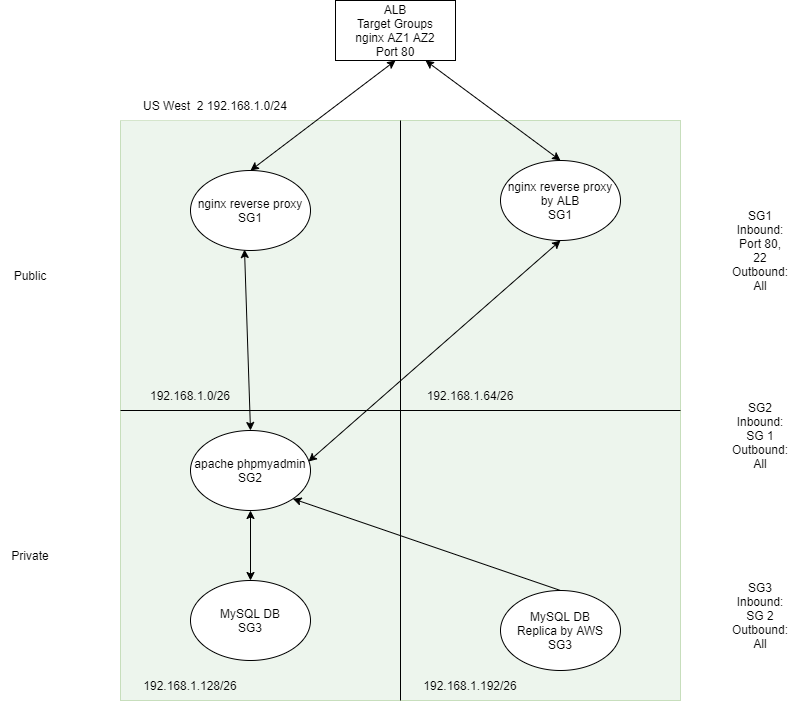 ALB
Target Groups
nginx AZ1 AZ2
Port 80
US West  2 192.168.1.0/24
nginx reverse proxy
SG1
nginx reverse proxy
by ALB
SG1
SG1
Inbound:
Port 80,
22
Outbound:
All
Public
192.168.1.0/26
192.168.1.64/26
SG2
Inbound:
SG 1
Outbound:
All
apache phpmyadmin
SG2
Private
MySQL DB
SG3
MySQL DB
Replica by AWS
SG3
SG3
Inbound:
SG 2
Outbound:
All
192.168.1.128/26
192.168.1.192/26